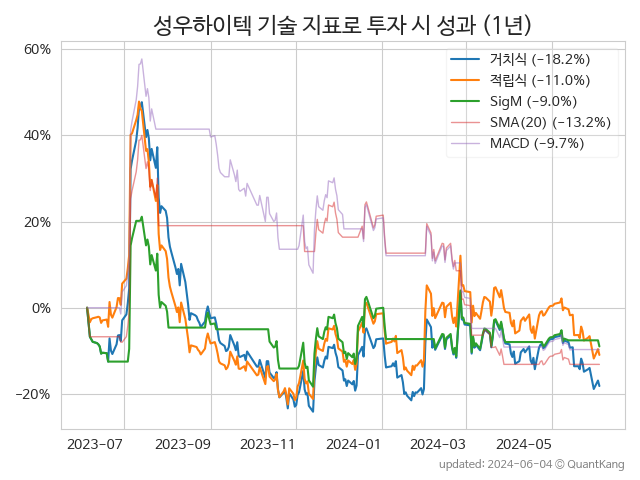 성우하이텍 기술 지표로 투자 시 성과 (1년)
60%
40%
20%
0%
−20%
거치식 (−18.2%)
적립식 (−11.0%)
SigM (−9.0%)
SMA(20) (−13.2%)
MACD (−9.7%)
2023-07 2023-09 2023-11 2024-01 2024-03 2024-05
updated: 2024-06-04 ⓒ QuantKang